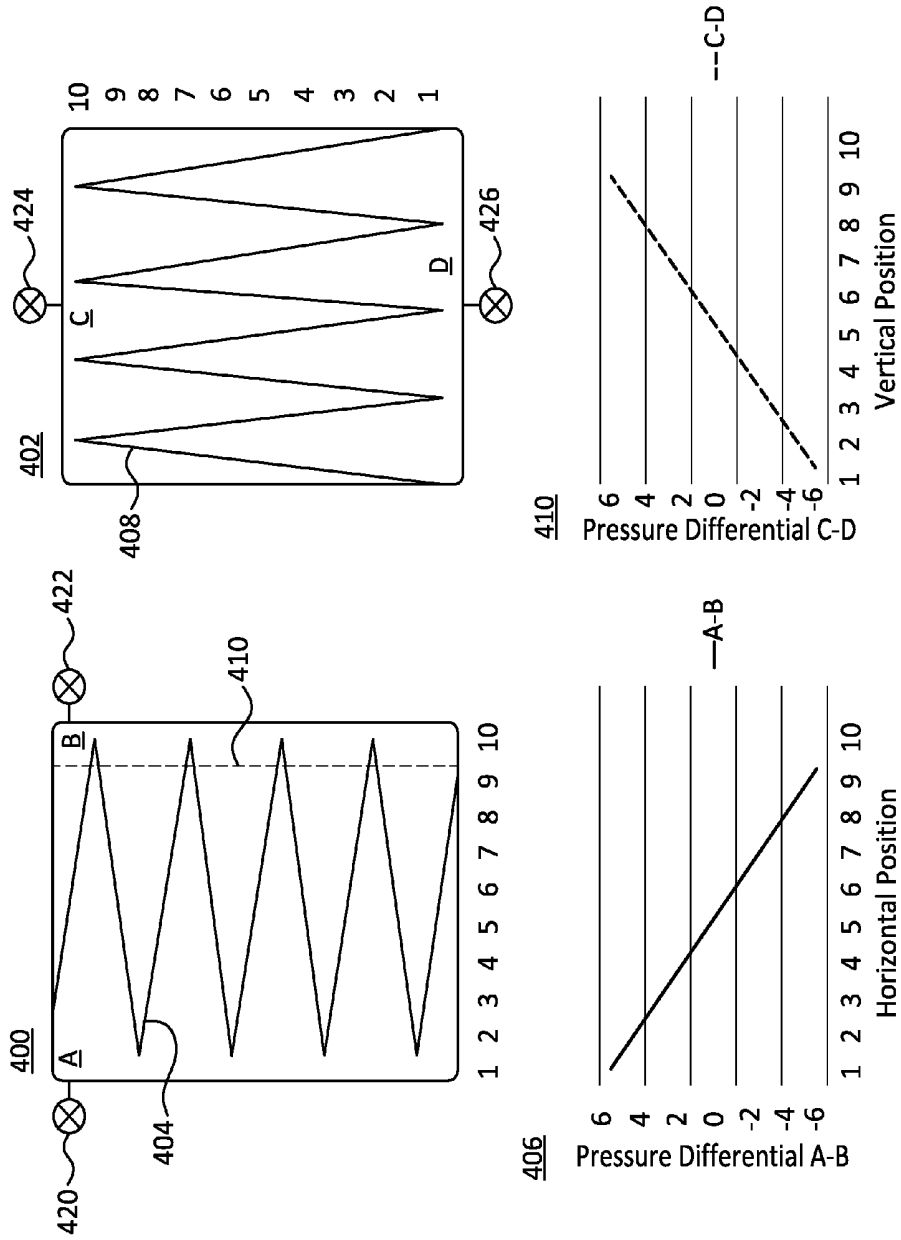 400
A
B
420
422
404
410
1 2 3 4 5 6 7 8 9 10
402
C
D
424
426
408
10
9
8
7
6
5
4
3
2
1
406
Pressure Differential A-B
6
4
2
0
-2
-4
-6
1 2 3 4 5 6 7 8 9 10
Horizontal Position
A-B
410
Pressure Differential C-D
6
4
2
0
-2
-4
-6
1 2 3 4 5 6 7 8 9 10
Vertical Position
C-D